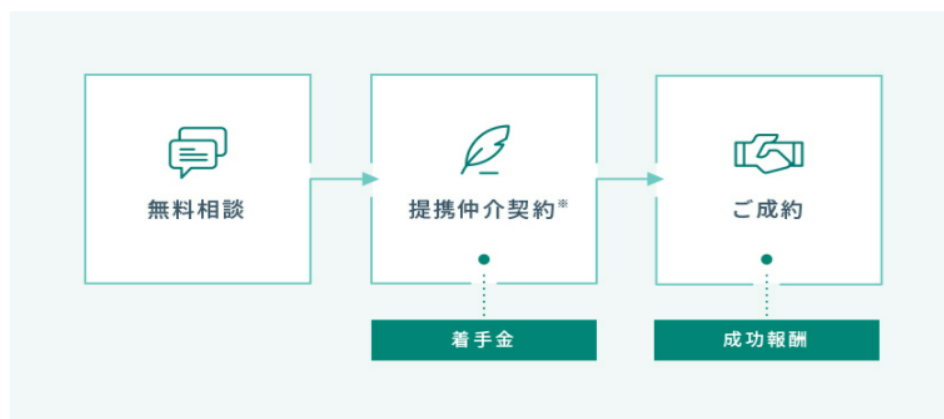 無料相談
提携仲介契約※
ご成約
着手金
成功報酬